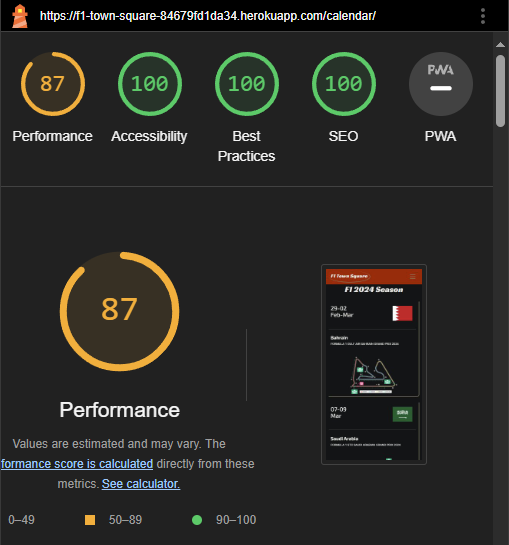 https://f1-town-square-84679fd1da34.herokuapp.com/calendar/
87
100
100
100
PWA
Performance
Accessibility
Best
Practices
SEO
PWA
87
Performance
Values are estimated and may vary. The
formance score is calculated directly from these
metrics. See calculator.
0–49
50–89
90–100
F1 Town Square
F1 2024 Season
29-02
Feb-Mar
Bahrain
07-09
Mar
Saudi Arabia